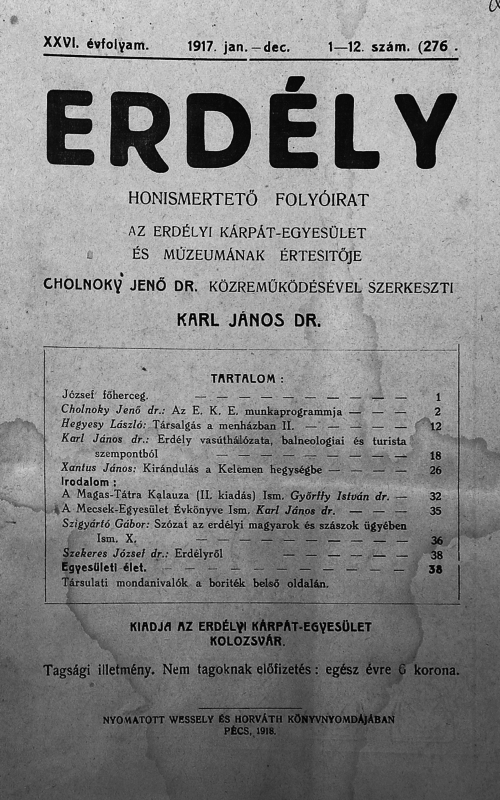 XXVI. évfolyam. 1917. jan.—dec. 1—12. szám. (276 .
ERDÉLY
HONISMERTETŐ FOLYÓIRAT
AZ ERDÉLYI KÁRPÁT-EGYESÜLET
ÉS MÚZEUMÁNAK ÉRTESITŐJE
CHOLNOKY JENŐ DR. KÖZREMŰKÖDÉSÉVEL SZERKESZTI
KARL JÁNOS DR.
TARTALOM :
József főherceg. — — — — — — — — — 1
Cholnoky Jenő dr.: Az E. K. E. munkaprogrammja — — — 2
Hegyesy László: Társalgás a menházban II. — — — — 12
Karl János dr.: Erdély vasúthálózata, balneologiai és turista
szempontból — — — — — — — 18
Xantus János: Kirándulás a Kelemen hegységbe — — — — 26
Irodalom :
A Magas-Tátra Kalauza (II. kiadás) Ism. Győrffy István dr. — 32
A Mecsek-Egyesület Évkönyve Ism. Karl János dr. — — — 35
Szigyártó Gábor: Szózat az erdélyi magyarok és szászok ügyében
Ism. X. — — — — — — — — — 36
Szekeres József dr.: Erdélyről — — — — — 38
Egyesületi élet. — — — — — — — — — 38
Társulati mondanivalók a boriték belső oldalán.
KIADJA AZ ERDÉLYI KÁRPÁT-EGYESÜLET
KOLOZSVÁR.
Tagsági illetmény. Nem tagoknak előfizetés : egész évre 6 korona.
NYOMATOTT WESSELY ÉS HORVÁTH KÖNYVNYOMDÁJÁBAN
PÉCS, 1918.